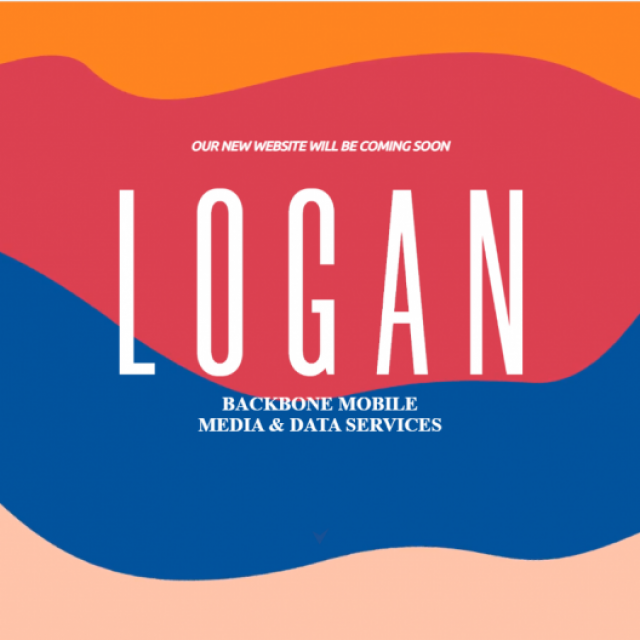 OUR NEW WEBSITE WILL BE COMING SOON
LOGAN
BACKBONE MOBILE
MEDIA & DATA SERVICES